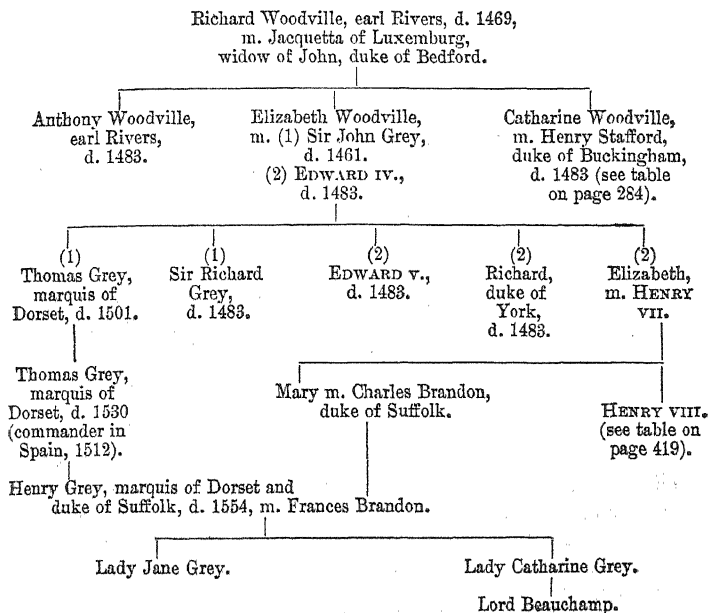 Richard Woodville, earl Rivers, d. 1469,
m. Jacquetta of Luxemburg,
widow of John, duke of Bedford.
Anthony Woodville,
earl Rivers,
d. 1483.
Elizabeth Woodville,
m. (1) Sir John Grey,
d. 1461.
(2) EDWARD IV.,
d. 1483.
Catharine Woodville,
m. Henry Stafford,
duke of Buckingham,
d. 1483 (see table
on page 284).
(1)
Thomas Grey,
marquis of
Dorset, d. 1501.
(1)
Sir Richard
Grey,
d. 1483.
(2)
EDWARD V.,
d. 1483.
(2)
Richard,
duke of
York,
d. 1483.
(2)
Elizabeth,
m. HENRY
VII.
Thomas Grey,
marquis of
Dorset, d. 1530
(commander in
Spain, 1512).
Mary m. Charles Brandon,
duke of Suffolk.
HENRY VIII.
(see table on
page 419).
Henry Grey, marquis of Dorset and
duke of Suffolk, d. 1554, m. Frances Brandon.
Lady Jane Grey.
Lady Catharine Grey.
Lord Beauchamp.